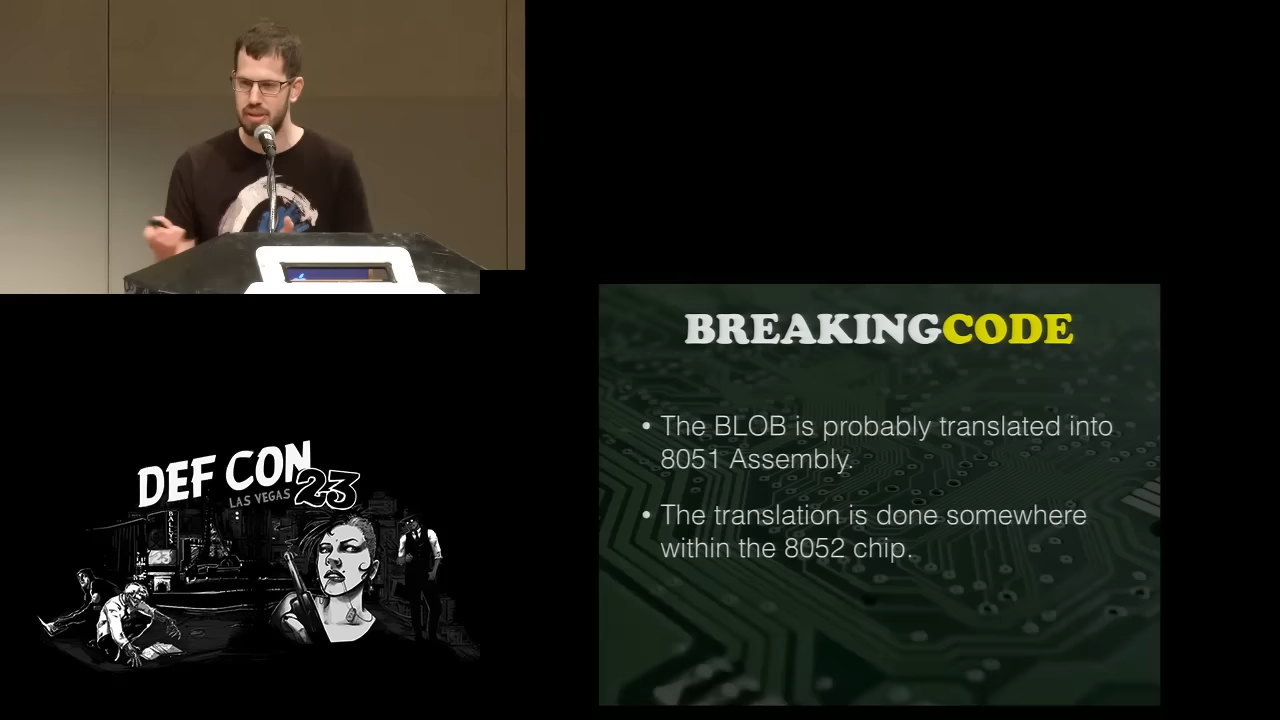 BREAKINGCODE
• The BLOB is probably translated into
8051 Assembly.
• The translation is done somewhere
within the 8052 chip.
DEF CON
LAS VEGAS 23
BALLY'S